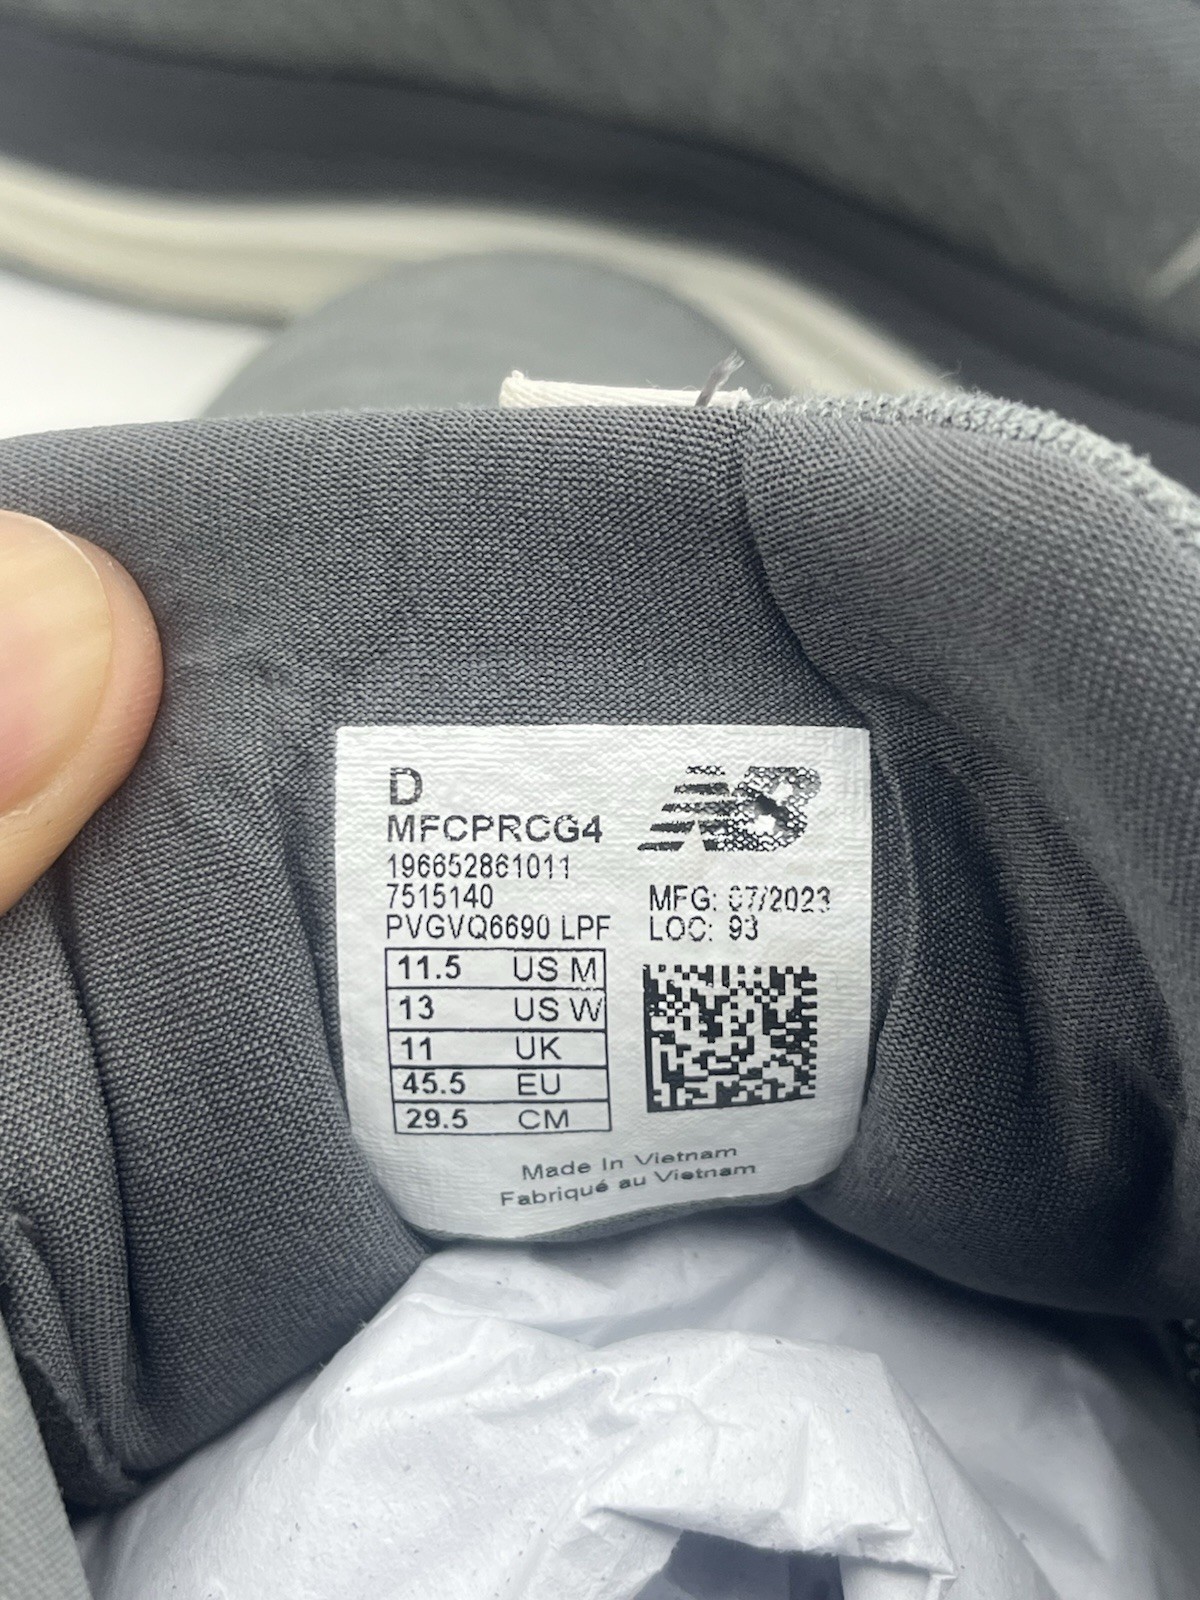 D
NB
MFCPRCG4
196652861011
7515140
PVGVQ6690 LPF
MFG: 07/2023
LOC: 93
11.5 US M
13 US W
11 UK
45.5 EU
29.5 CM
Made In Vietnam
Fabriqué au Vietnam